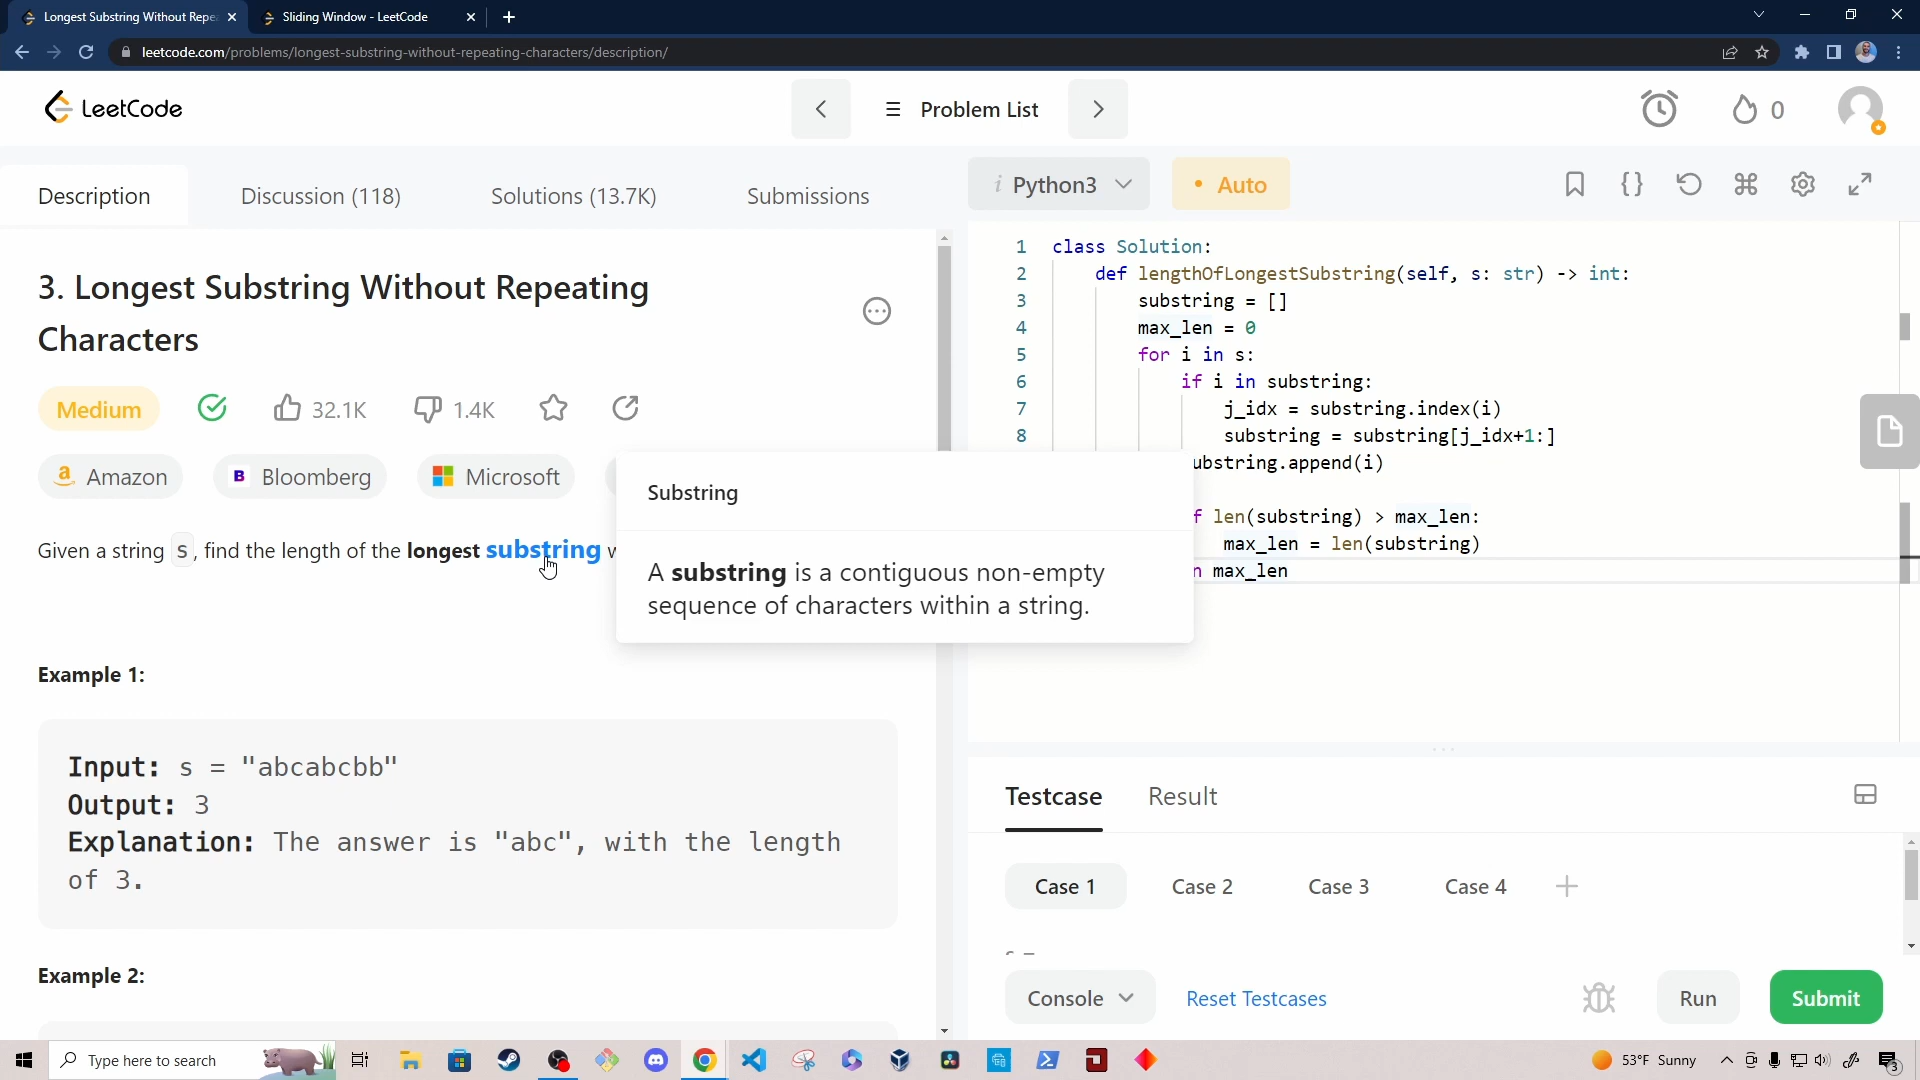 Longest Substring Without Repe
Sliding Window - LeetCode
leetcode.com/problems/longest-substring-without-repeating-characters/description/
LeetCode
Problem List
0
Description
Discussion (118)
Solutions (13.7K)
Submissions
3. Longest Substring Without Repeating
Characters
Medium
32.1K
1.4K
Amazon
Bloomberg
Microsoft
Given a string s, find the length of the longest substring w
Substring
A substring is a contiguous non-empty
sequence of characters within a string.
Example 1:
Input: s = "abcabcbb"
Output: 3
Explanation: The answer is "abc", with the length
of 3.
Example 2:
i Python3
• Auto
1 class Solution:
2 def lengthOfLongestSubstring(self, s: str) -> int:
3 substring = []
4 max_len = 0
5 for i in s:
6 if i in substring:
7 j_idx = substring.index(i)
8 substring = substring[j_idx+1:]
ubstring.append(i)
f len(substring) > max_len:
max_len = len(substring)
n max_len
Testcase
Result
Case 1
Case 2
Case 3
Case 4
Console
Reset Testcases
Run
Submit
Type here to search
53°F Sunny
3